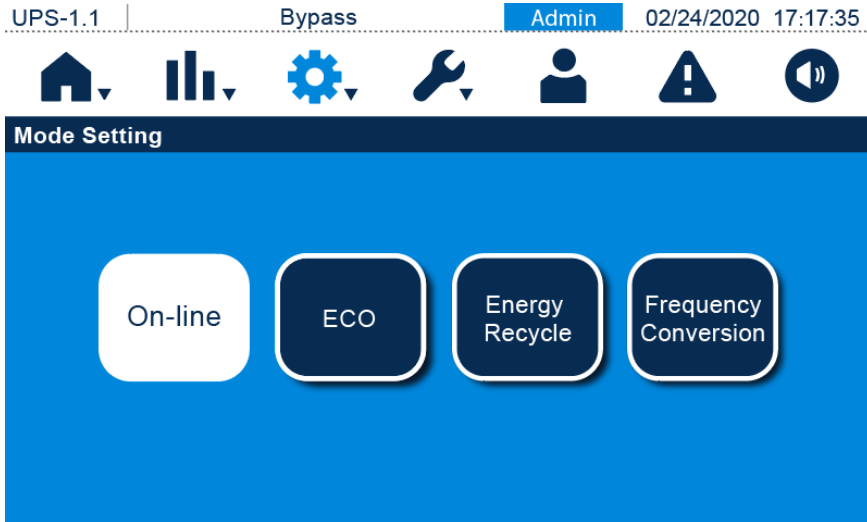 UPS-1.1 Bypass Admin 02/24/2020 17:17:35
Mode Setting
On-line
ECO
Energy
Recycle
Frequency
Conversion